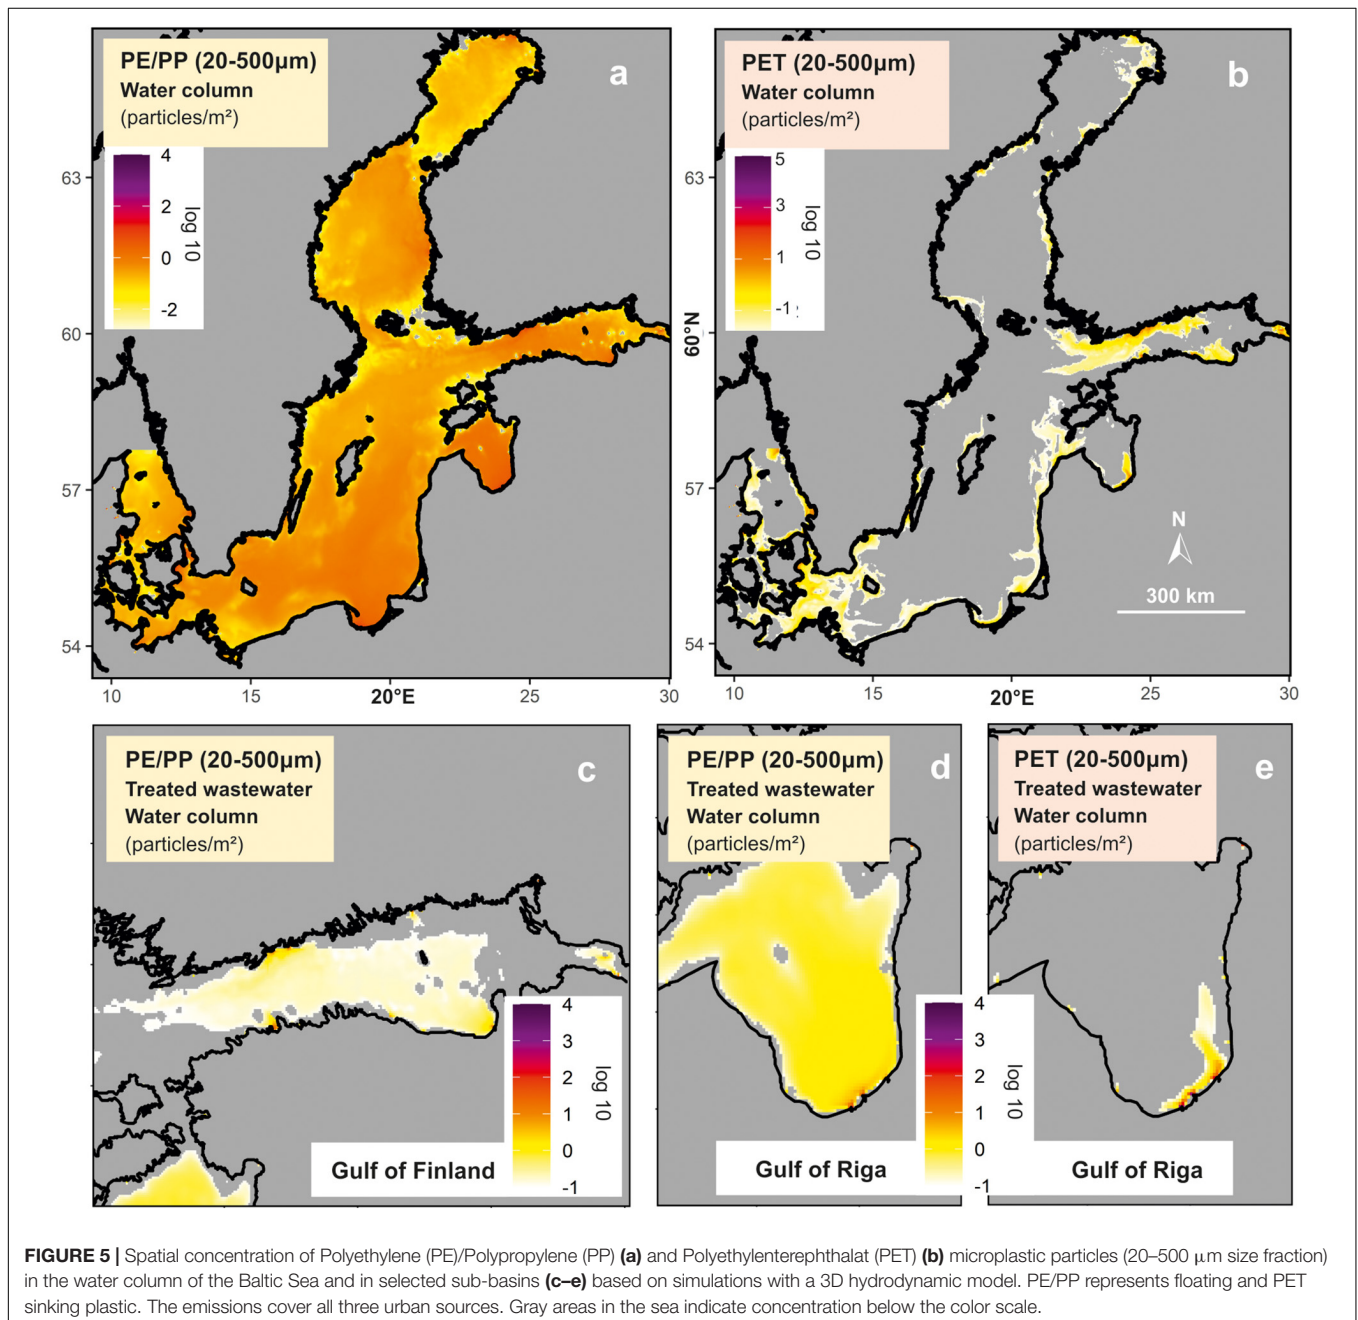 PE/PP (20-500µm)
Water column
(particles/m²)
a
4
2
0
-2
log 10
63
60
57
54
10
15
20°E
25
30
PET (20-500µm)
Water column
(particles/m²)
b
5
3
1
-1
log 10
63
60°N
57
54
N
300 km
10
15
20°E
25
30
PE/PP (20-500µm)
Treated wastewater
Water column
(particles/m²)
c
4
3
2
1
0
-1
log 10
Gulf of Finland
PE/PP (20-500µm)
Treated wastewater
Water column
(particles/m²)
d
4
3
2
1
0
-1
log 10
Gulf of Riga
PET (20-500µm)
Treated wastewater
Water column
(particles/m²)
e
Gulf of Riga
FIGURE 5 | Spatial concentration of Polyethylene (PE)/Polypropylene (PP) (a) and Polyethylenterephthalat (PET) (b) microplastic particles (20–500 µm size fraction)
in the water column of the Baltic Sea and in selected sub-basins (c–e) based on simulations with a 3D hydrodynamic model. PE/PP represents floating and PET
sinking plastic. The emissions cover all three urban sources. Gray areas in the sea indicate concentration below the color scale.